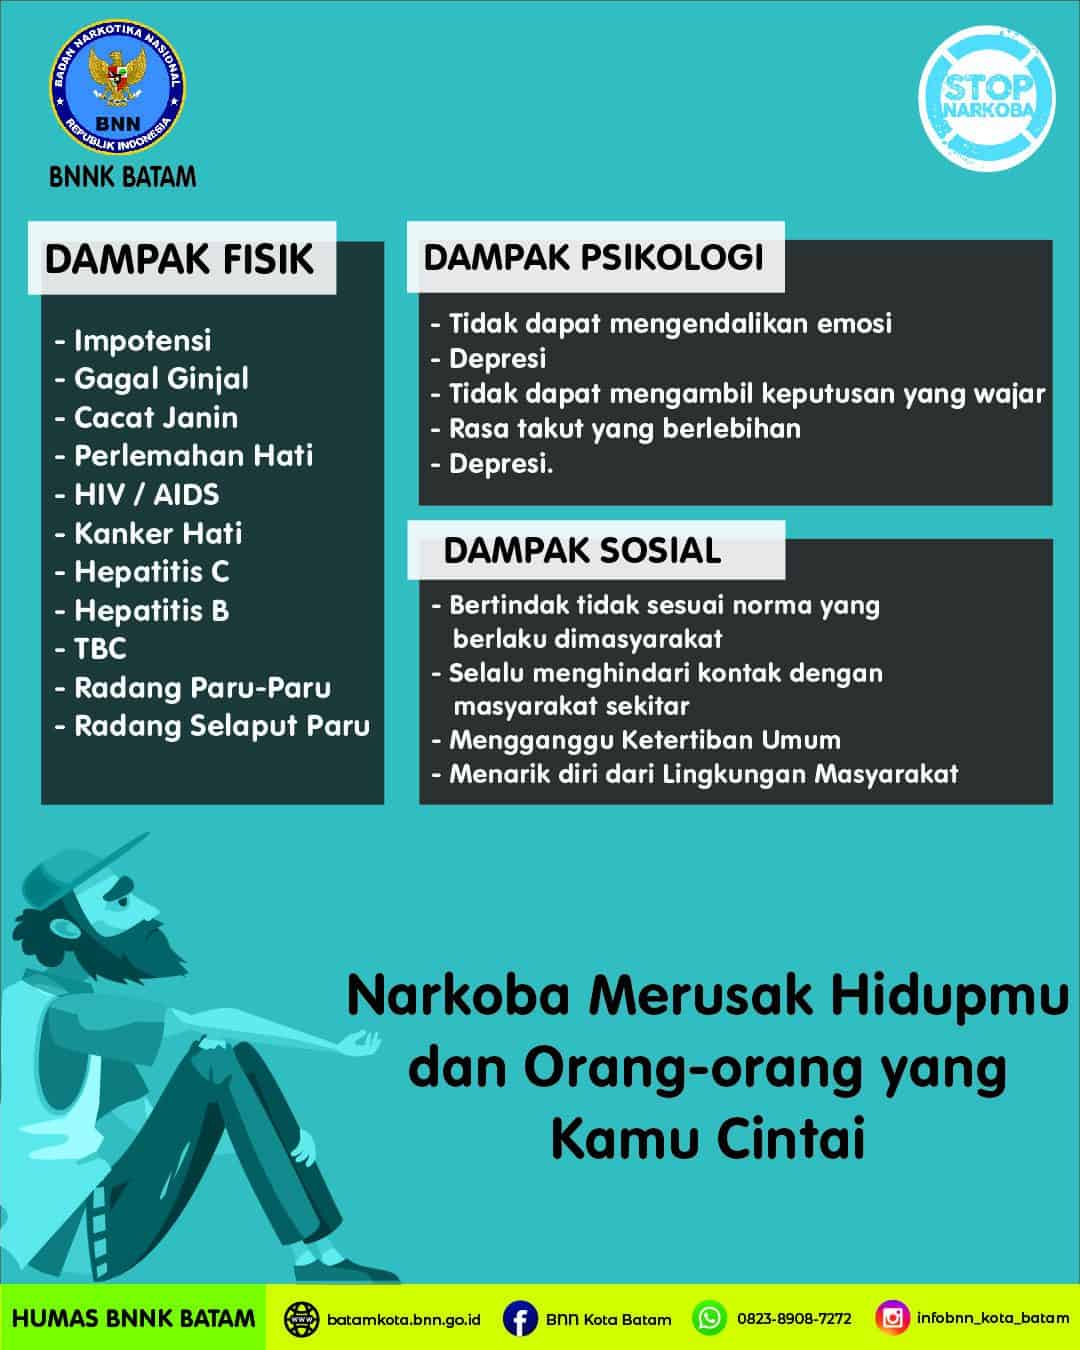 BADAN NARKOTIKA NASIONAL
BNN
REPUBLIK INDONESIA
BNNK BATAM
STOP
NARKOBA
DAMPAK FISIK
- Impotensi
- Gagal Ginjal
- Cacat Janin
- Perlemahan Hati
- HIV / AIDS
- Kanker Hati
- Hepatitis C
- Hepatitis B
- TBC
- Radang Paru-Paru
- Radang Selaput Paru
DAMPAK PSIKOLOGI
- Tidak dapat mengendalikan emosi
- Depresi
- Tidak dapat mengambil keputusan yang wajar
- Rasa takut yang berlebihan
- Depresi.
DAMPAK SOSIAL
- Bertindak tidak sesuai norma yang
berlaku dimasyarakat
- Selalu menghindari kontak dengan
masyarakat sekitar
- Mengganggu Ketertiban Umum
- Menarik diri dari Lingkungan Masyarakat
Narkoba Merusak Hidupmu
dan Orang-orang yang
Kamu Cintai
HUMAS BNNK BATAM
www
batamkota.bnn.go.id
BNN Kota Batam
0823-8908-7272
infobnn_kota_batam